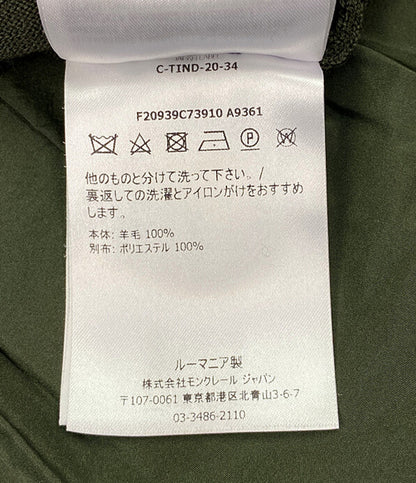 C-TIND-20-34
F20939C73910 A9361
P
他のものと分けて洗って下さい。/
裏返しての洗濯とアイロンがけをおすすめ
します。
本体: 羊毛 100%
別布: ポリエステル 100%
ルーマニア製
株式会社モンクレール ジャパン
〒107-0061 東京都港区北青山3-6-7
03-3486-2110